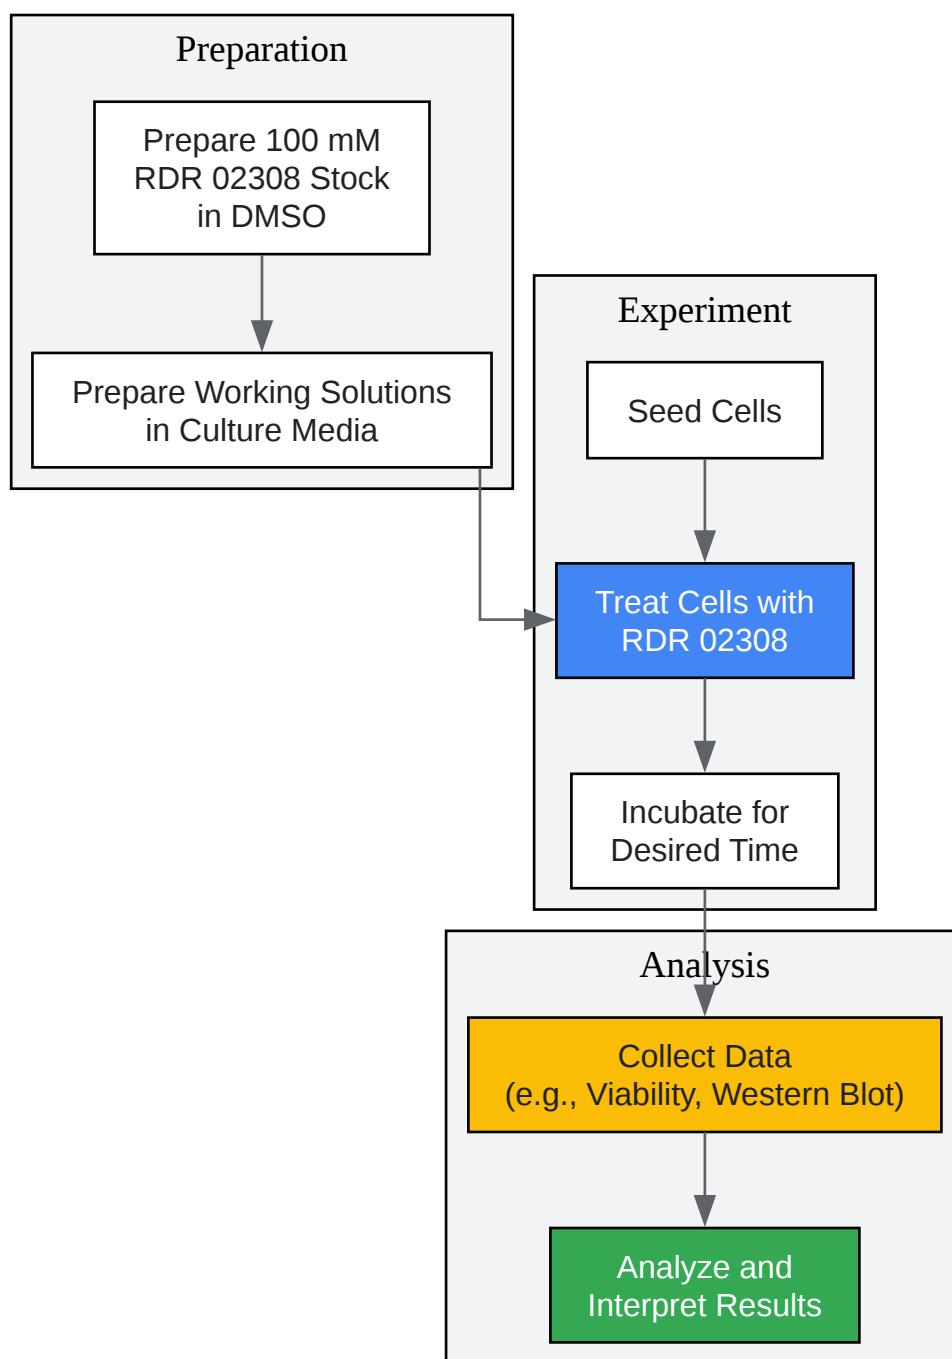 Preparation
Prepare 100 mM
RDR 02308 Stock
in DMSO
Prepare Working Solutions
in Culture Media
Experiment
Seed Cells
Treat Cells with
RDR 02308
Incubate for
Desired Time
Analysis
Collect Data
(e.g., Viability, Western Blot)
Analyze and
Interpret Results